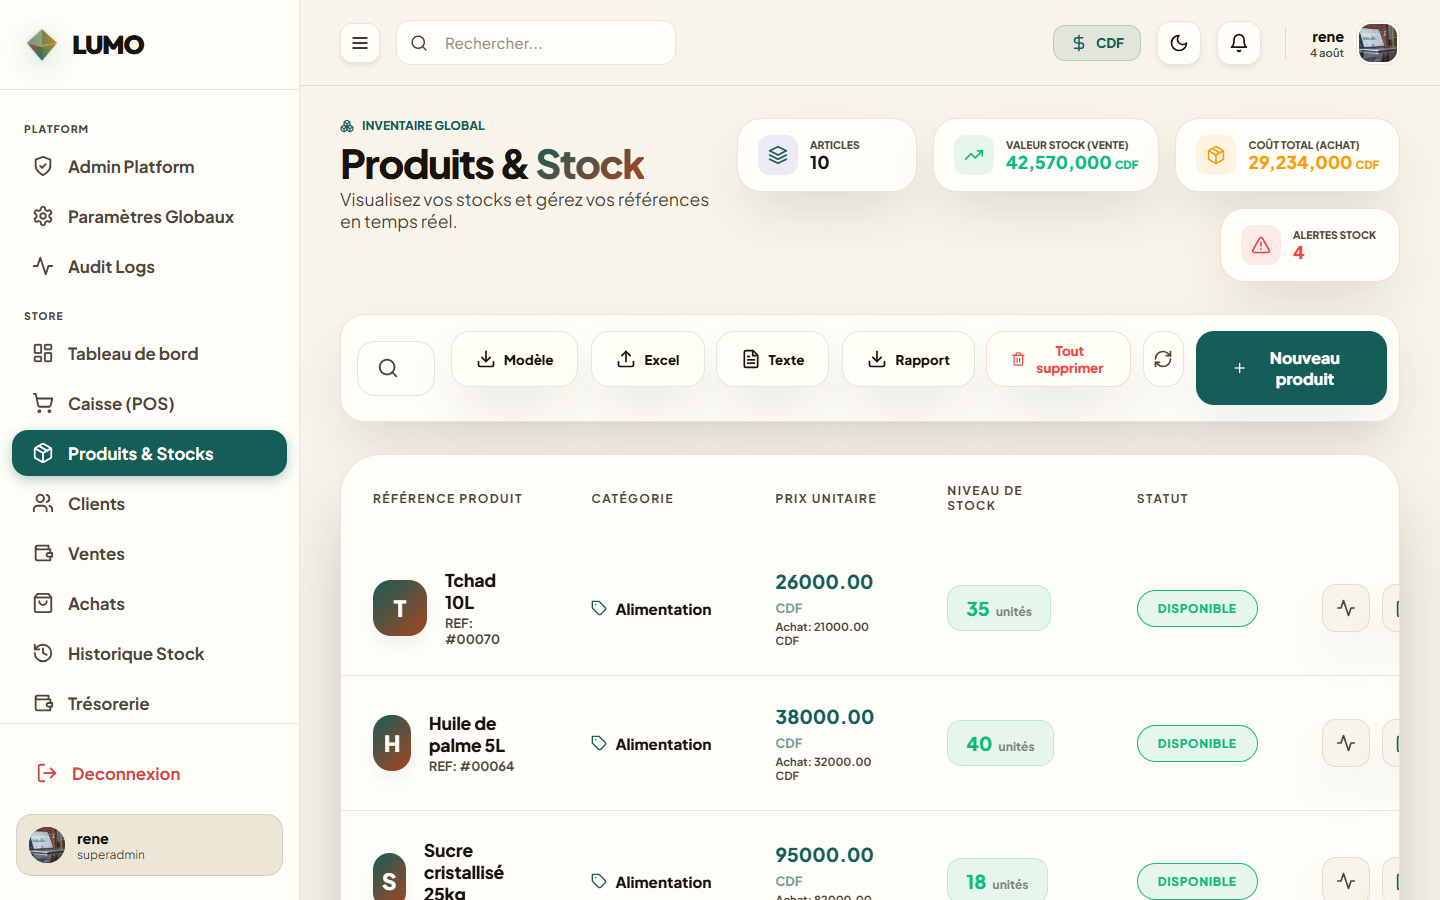 LUMO
PLATFORM
Admin Platform
Paramètres Globaux
Audit Logs
STORE
Tableau de bord
Caisse (POS)
Produits & Stocks
Clients
Ventes
Achats
Historique Stock
Trésorerie
Deconnexion
rene
superadmin
Rechercher...
CDF
rene
4 août
INVENTAIRE GLOBAL
Produits & Stock
Visualisez vos stocks et gérez vos références
en temps réel.
ARTICLES
10
VALEUR STOCK (VENTE)
42,570,000 CDF
COÛT TOTAL (ACHAT)
29,234,000 CDF
ALERTES STOCK
4
Modèle
Excel
Texte
Rapport
Tout
supprimer
Nouveau
produit
RÉFÉRENCE PRODUIT
CATÉGORIE
PRIX UNITAIRE
NIVEAU DE
STOCK
STATUT
T
Tchad
10L
REF:
#00070
Alimentation
26000.00
CDF
Achat: 21000.00
CDF
35 unités
DISPONIBLE
H
Huile de
palme 5L
REF: #00064
Alimentation
38000.00
CDF
Achat: 32000.00
CDF
40 unités
DISPONIBLE
S
Sucre
cristallisé
25kg
Alimentation
95000.00
CDF
Achat: 82000.00
18 unités
DISPONIBLE